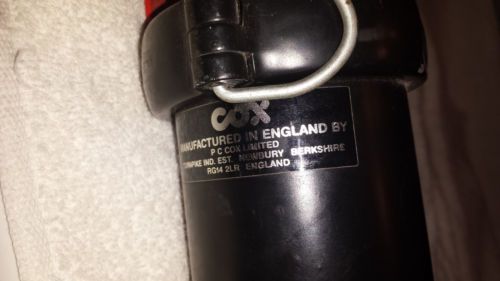 COX
MANUFACTURED IN ENGLAND BY
P C COX LIMITED
TURNPIKE IND. EST. NEWBURY BERKSHIRE
RG14 2LR ENGLAND